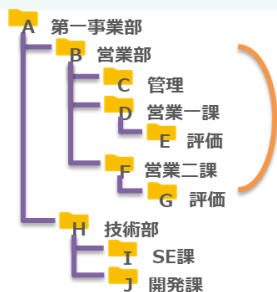 A 第一事業部
B 営業部
C 管理
D 営業一課
E 評価
F 営業二課
G 評価
H 技術部
I SE課
J 開発課